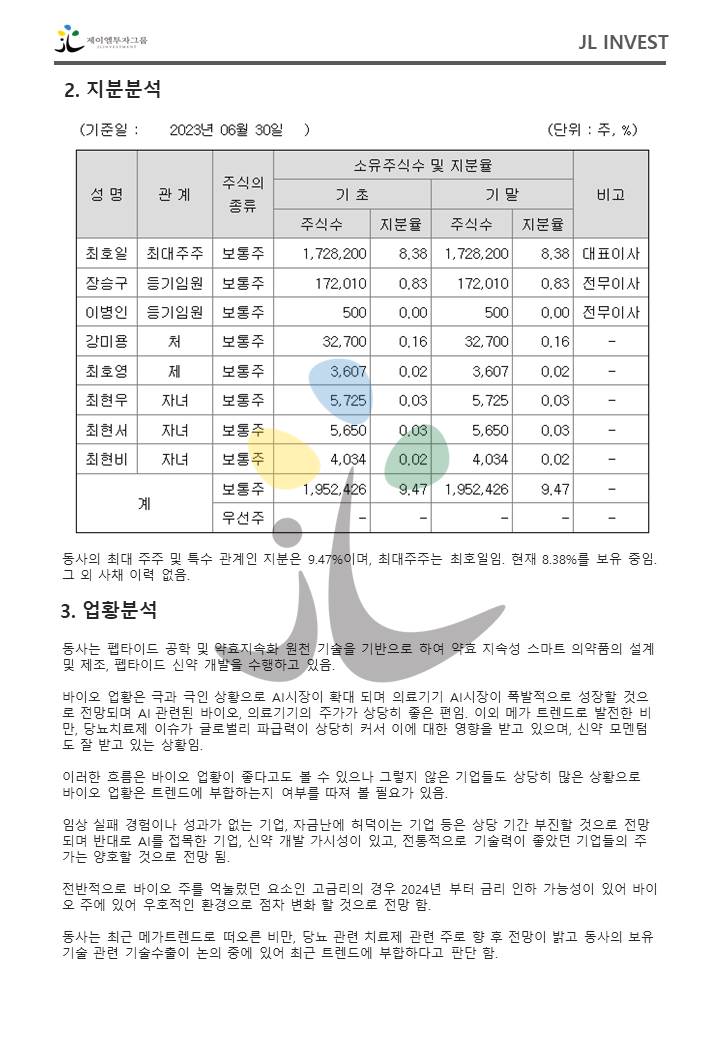 제이엘투자그룹
JLINVESTMENT
JL INVEST
2. 지분분석
(기준일 : 2023년 06월 30일 )
(단위 : 주, %)
성 명 관 계 주식의 종류 소유주식수 및 지분율 비고
기 초 기 말
주식수 지분율 주식수 지분율
최호일 최대주주 보통주 1,728,200 8.38 1,728,200 8.38 대표이사
장승구 등기임원 보통주 172,010 0.83 172,010 0.83 전무이사
이병인 등기임원 보통주 500 0.00 500 0.00 전무이사
강미용 처 보통주 32,700 0.16 32,700 0.16 -
최호영 제 보통주 3,607 0.02 3,607 0.02 -
최현우 자녀 보통주 5,725 0.03 5,725 0.03 -
최현서 자녀 보통주 5,650 0.03 5,650 0.03 -
최현비 자녀 보통주 4,034 0.02 4,034 0.02 -
계 보통주 1,952,426 9.47 1,952,426 9.47 -
우선주 - - - - -
동사의 최대 주주 및 특수 관계인 지분은 9.47%이며, 최대주주는 최호일임. 현재 8.38%를 보유 중임.
그 외 사채 이력 없음.
3. 업황분석
동사는 펩타이드 공학 및 약효지속화 원천 기술을 기반으로 하여 약효 지속성 스마트 의약품의 설계
및 제조, 펩타이드 신약 개발을 수행하고 있음.
바이오 업황은 극과 극인 상황으로 AI시장이 확대 되며 의료기기 AI시장이 폭발적으로 성장할 것으
로 전망되며 AI 관련된 바이오, 의료기기의 주가가 상당히 좋은 편임. 이외 메가 트렌드로 발전한 비
만, 당뇨치료제 이슈가 글로벌리 파급력이 상당히 커서 이에 대한 영향을 받고 있으며, 신약 모멘텀
도 잘 받고 있는 상황임.
이러한 흐름은 바이오 업황이 좋다고도 볼 수 있으나 그렇지 않은 기업들도 상당히 많은 상황으로
바이오 업황은 트렌드에 부합하는지 여부를 따져 볼 필요가 있음.
임상 실패 경험이나 성과가 없는 기업, 자금난에 허덕이는 기업 등은 상당 기간 부진할 것으로 전망
되며 반대로 AI를 접목한 기업, 신약 개발 가시성이 있고, 전통적으로 기술력이 좋았던 기업들의 주
가는 양호할 것으로 전망 됨.
전반적으로 바이오 주를 억눌렀던 요소인 고금리의 경우 2024년 부터 금리 인하 가능성이 있어 바이
오 주에 있어 우호적인 환경으로 점차 변화 할 것으로 전망 함.
동사는 최근 메가트렌드로 떠오른 비만, 당뇨 관련 치료제 관련 주로 향 후 전망이 밝고 동사의 보유
기술 관련 기술수출이 논의 중에 있어 최근 트렌드에 부합하다고 판단 함.